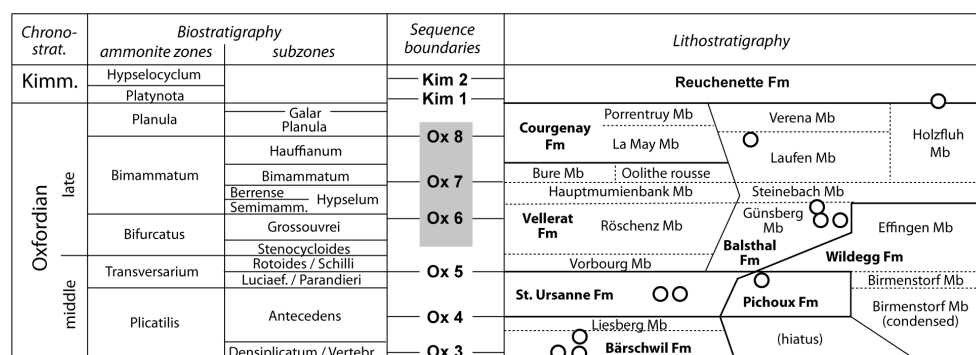 Chrono-
strat.
Biostratigraphy
ammonite zones
subzones
Sequence
boundaries
Lithostratigraphy
Kimm.
Hypselocyclum
Platynota
Kim 2
Kim 1
Reuchenette Fm
Oxfordian
late
middle
Planula
Bimammatum
Bifurcatus
Transversarium
Plicatilis
Galar
Planula
Hauffianum
Bimammatum
Berrense
Semimamm.
Hypselum
Grossouvrei
Stenocycloides
Rotoides / Schilli
Luciaef. / Parandieri
Antecedens
Densiplicatum / Vertebr.
Ox 8
Ox 7
Ox 6
Ox 5
Ox 4
Ox 3
Courgenay
Fm
Porrentruy Mb
La May Mb
Verena Mb
Laufen Mb
Holzfluh
Mb
Bure Mb
Oolithe rousse
Hauptmumienbank Mb
Steinebach Mb
Vellerat
Fm
Röschenz Mb
Günsberg
Mb
Effingen Mb
Balsthal
Fm
Wildegg Fm
Vorbourg Mb
St. Ursanne Fm
Pichoux Fm
Birmenstorf Mb
Birmenstorf Mb
(condensed)
Liesberg Mb
Bärschwil Fm
(hiatus)